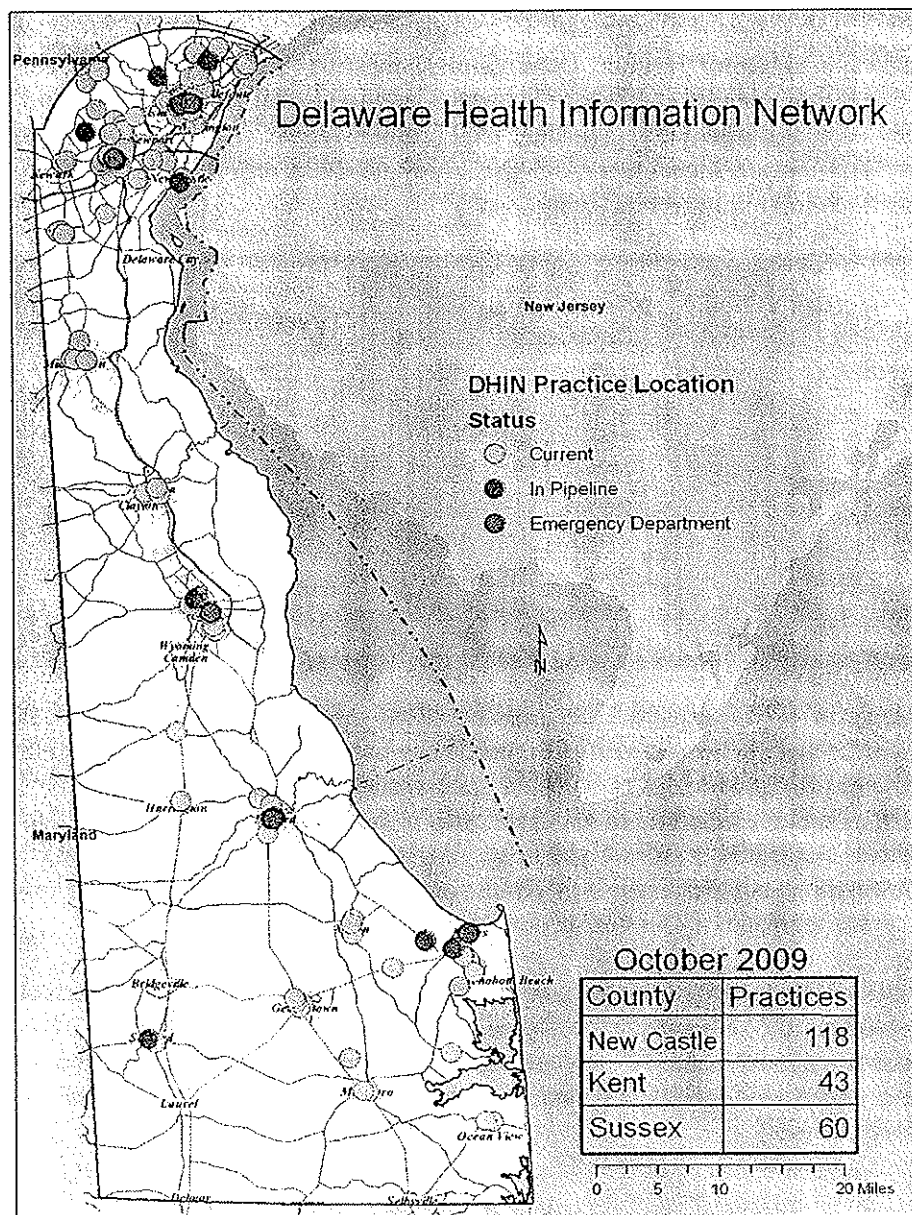 Pennsylvania
Delaware Health Information Network
Newark
Delaware City
New Jersey
DHIN Practice Location
Status
Current
In Pipeline
Emergency Department
Clayton
Wyoming
Camden
Harrington
Maryland
Bridgeville
Laurel
Ocean View
Delmar
Selbyville
Beach
N
October 2009
County Practices
New Castle 118
Kent 43
Sussex 60
0 5 10 20 Miles